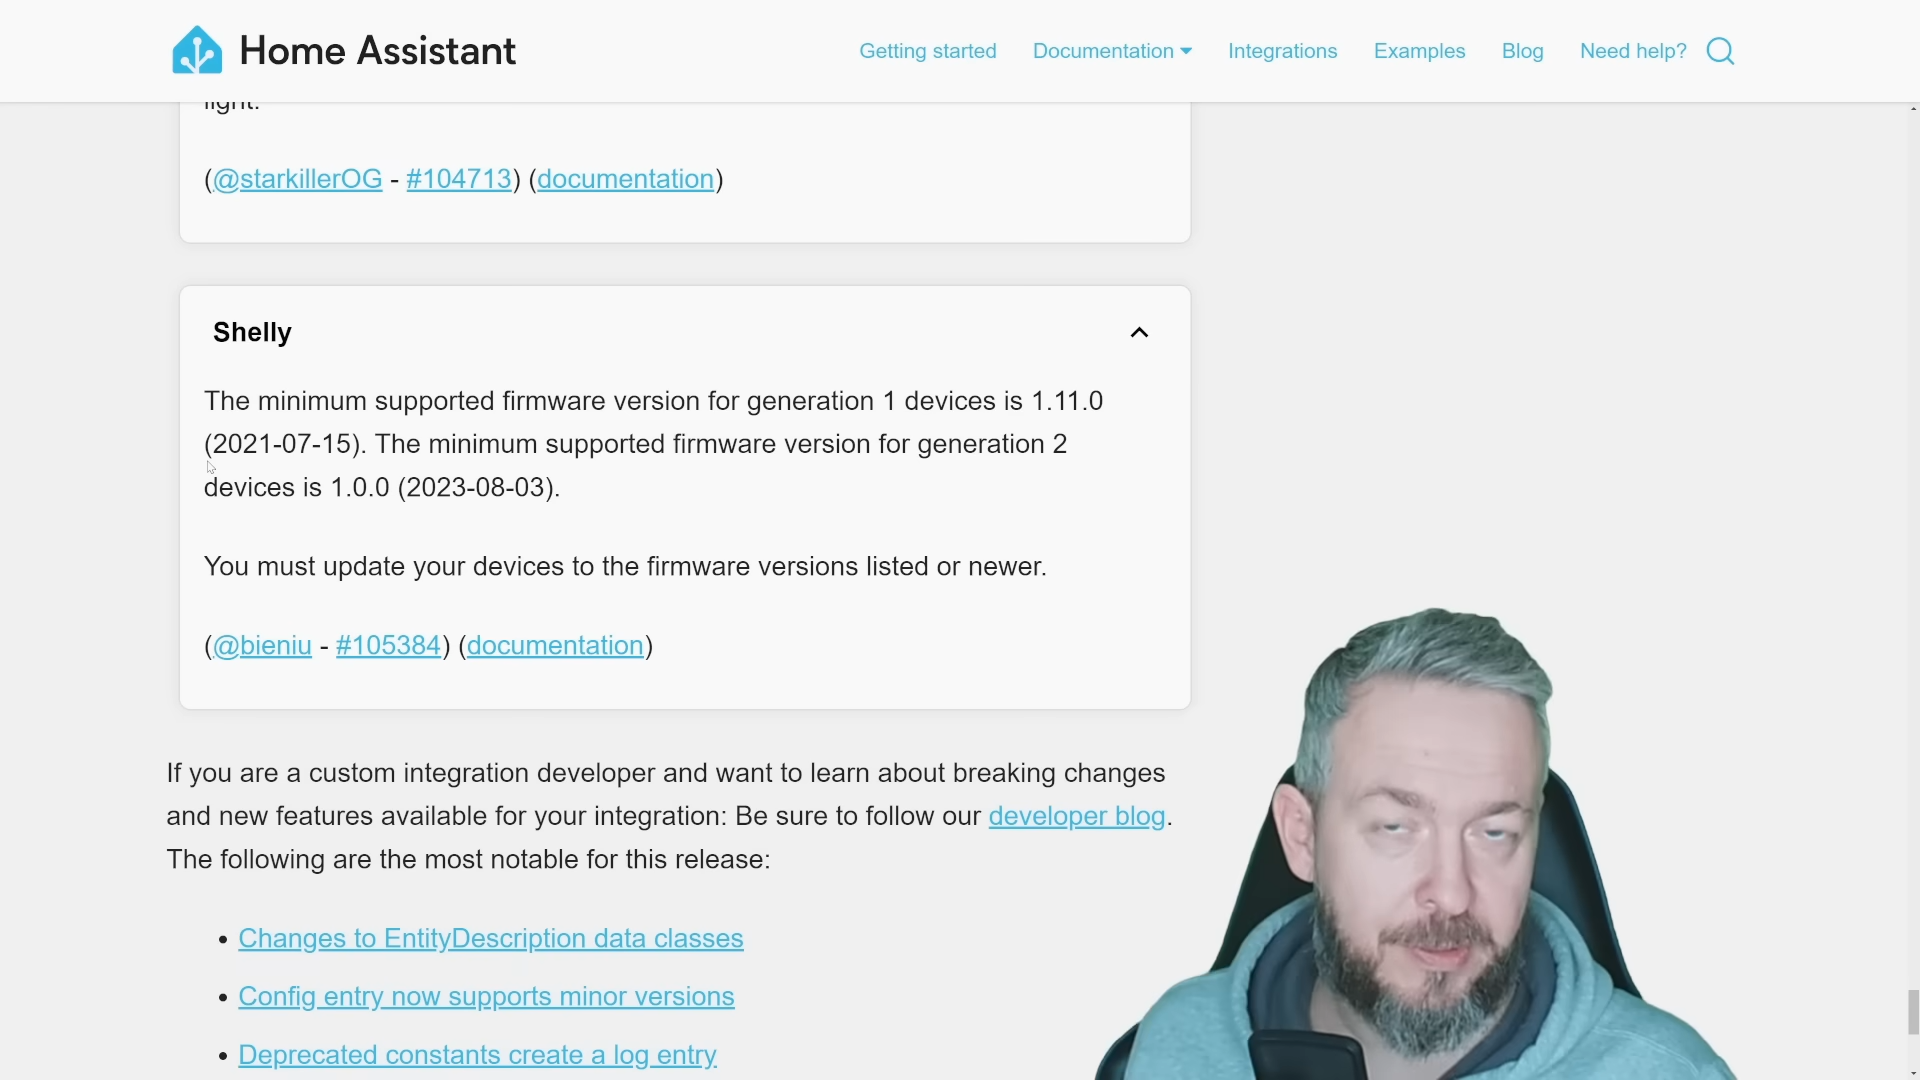 Home Assistant
Getting started
Documentation
Integrations
Examples
Blog
Need help?
light.
(@starkillerOG - #104713) (documentation)
Shelly
The minimum supported firmware version for generation 1 devices is 1.11.0
(2021-07-15). The minimum supported firmware version for generation 2
devices is 1.0.0 (2023-08-03).
You must update your devices to the firmware versions listed or newer.
(@bieniu - #105384) (documentation)
If you are a custom integration developer and want to learn about breaking changes
and new features available for your integration: Be sure to follow our developer blog.
The following are the most notable for this release:
• Changes to EntityDescription data classes
• Config entry now supports minor versions
• Deprecated constants create a log entry